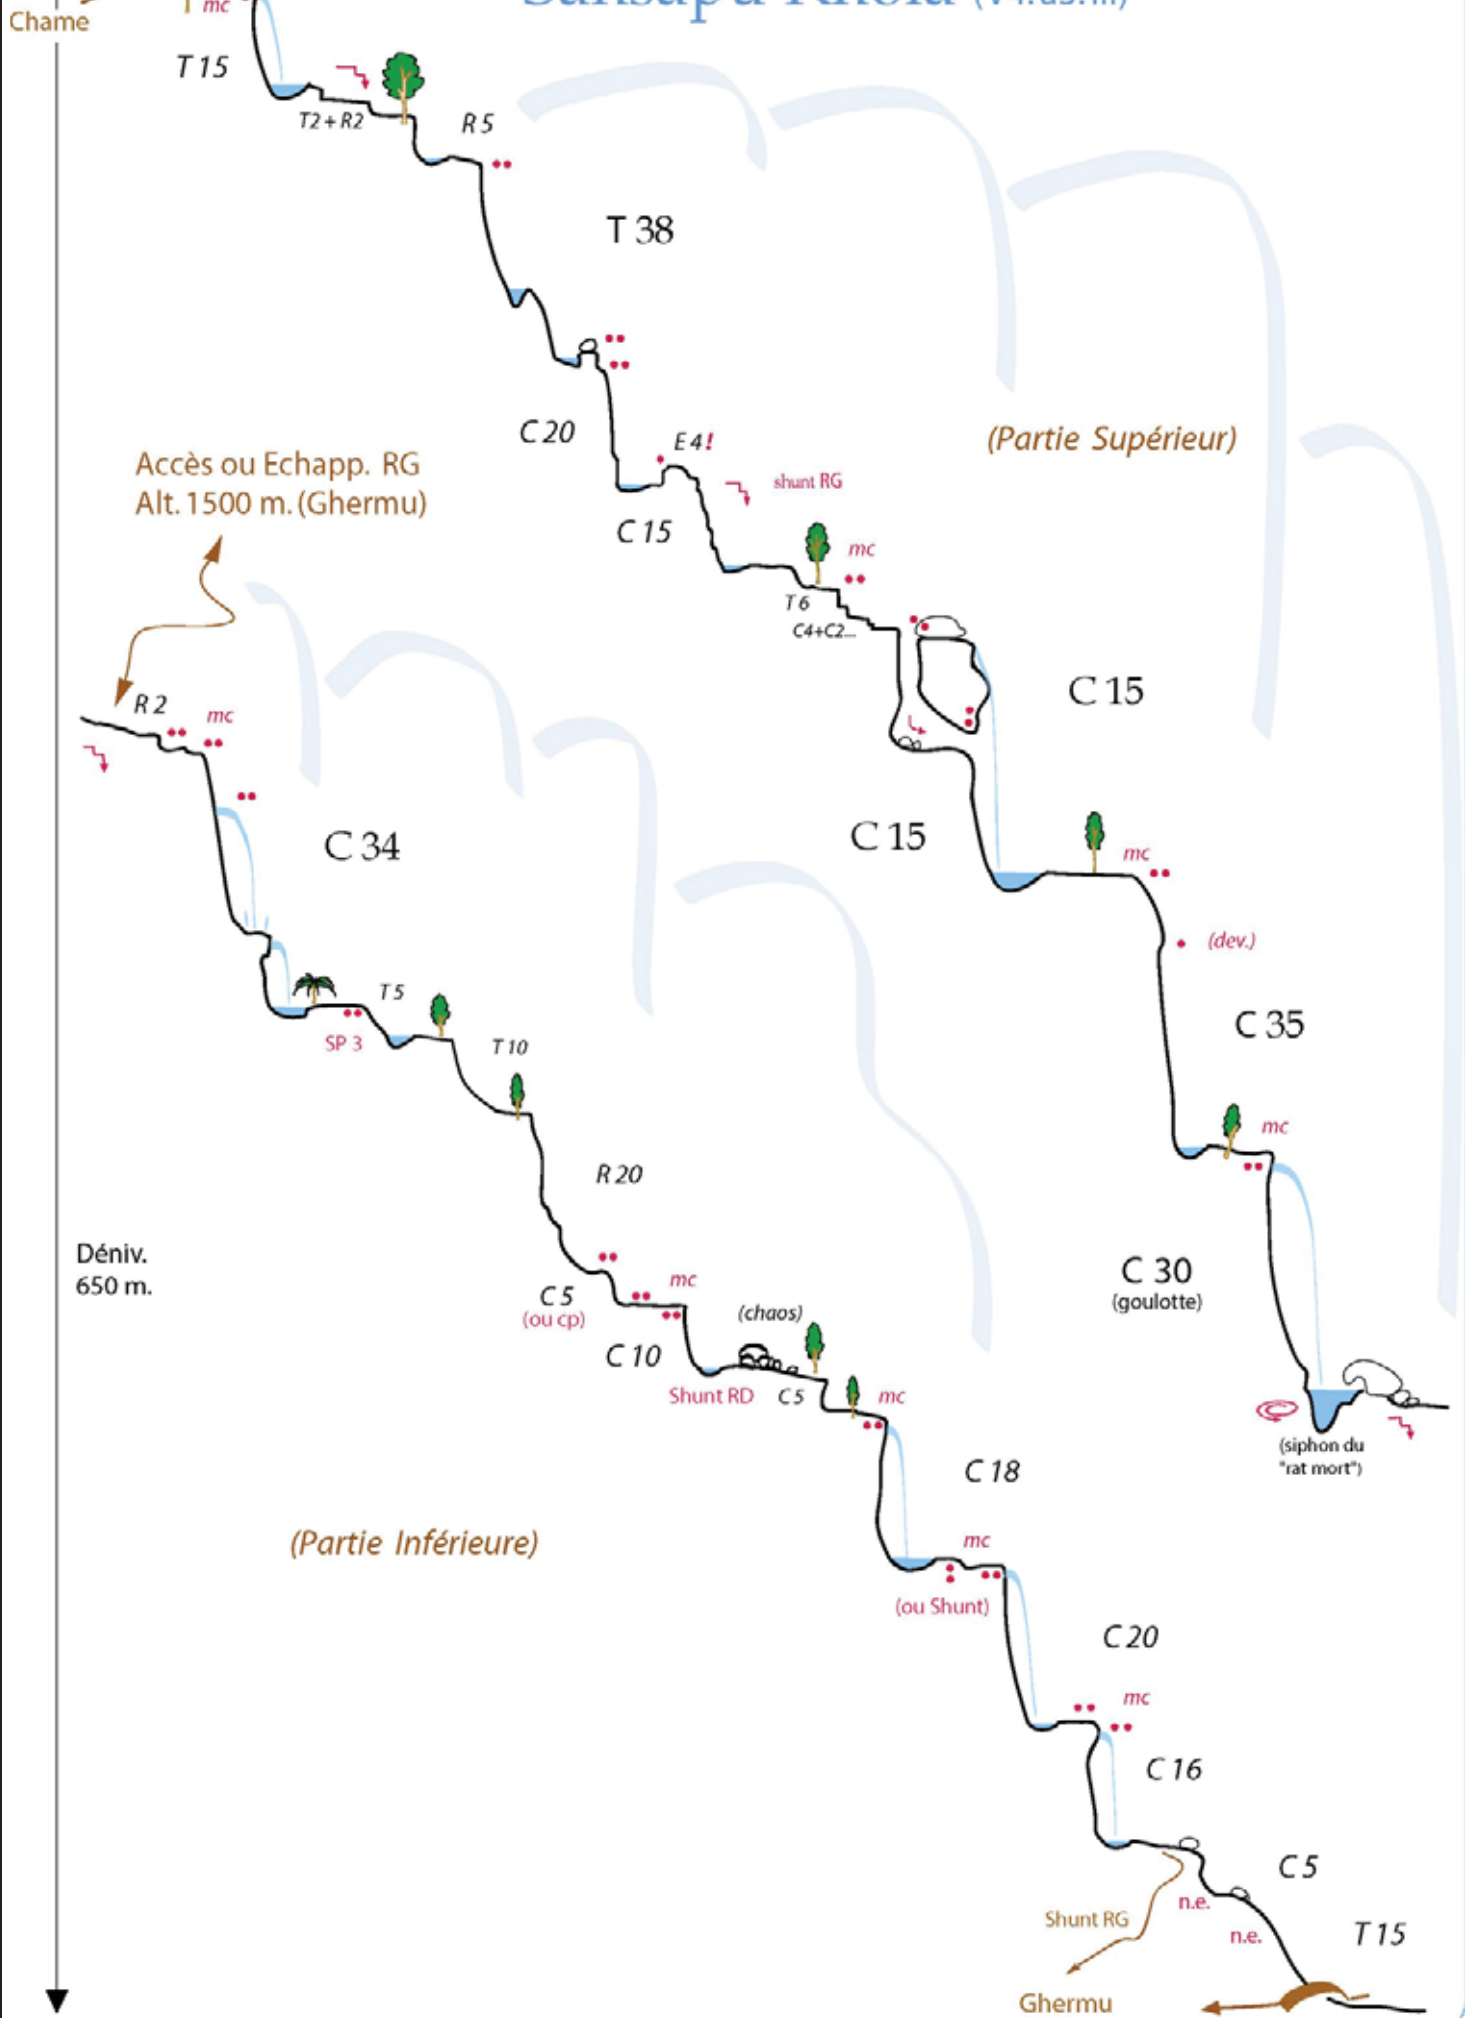 mc
Chame
T 15
T2 + R2
R 5
T 38
C 20
E 4!
shunt RG
(Partie Supérieur)
Accès ou Echapp. RG
Alt. 1500 m. (Ghermu)
C 15
mc
T 6
C4+C2...
C 15
R 2
mc
C 34
C 15
mc
(dev.)
C 35
T 5
SP 3
T 10
mc
R 20
Déniv.
650 m.
C 30
(goulotte)
C 5
(ou cp)
mc
(chaos)
C 10
Shunt RD
C 5
mc
(siphon du
"rat mort")
C 18
(Partie Inférieure)
mc
(ou Shunt)
C 20
mc
C 16
C 5
n.e.
Shunt RG
n.e.
T 15
Ghermu